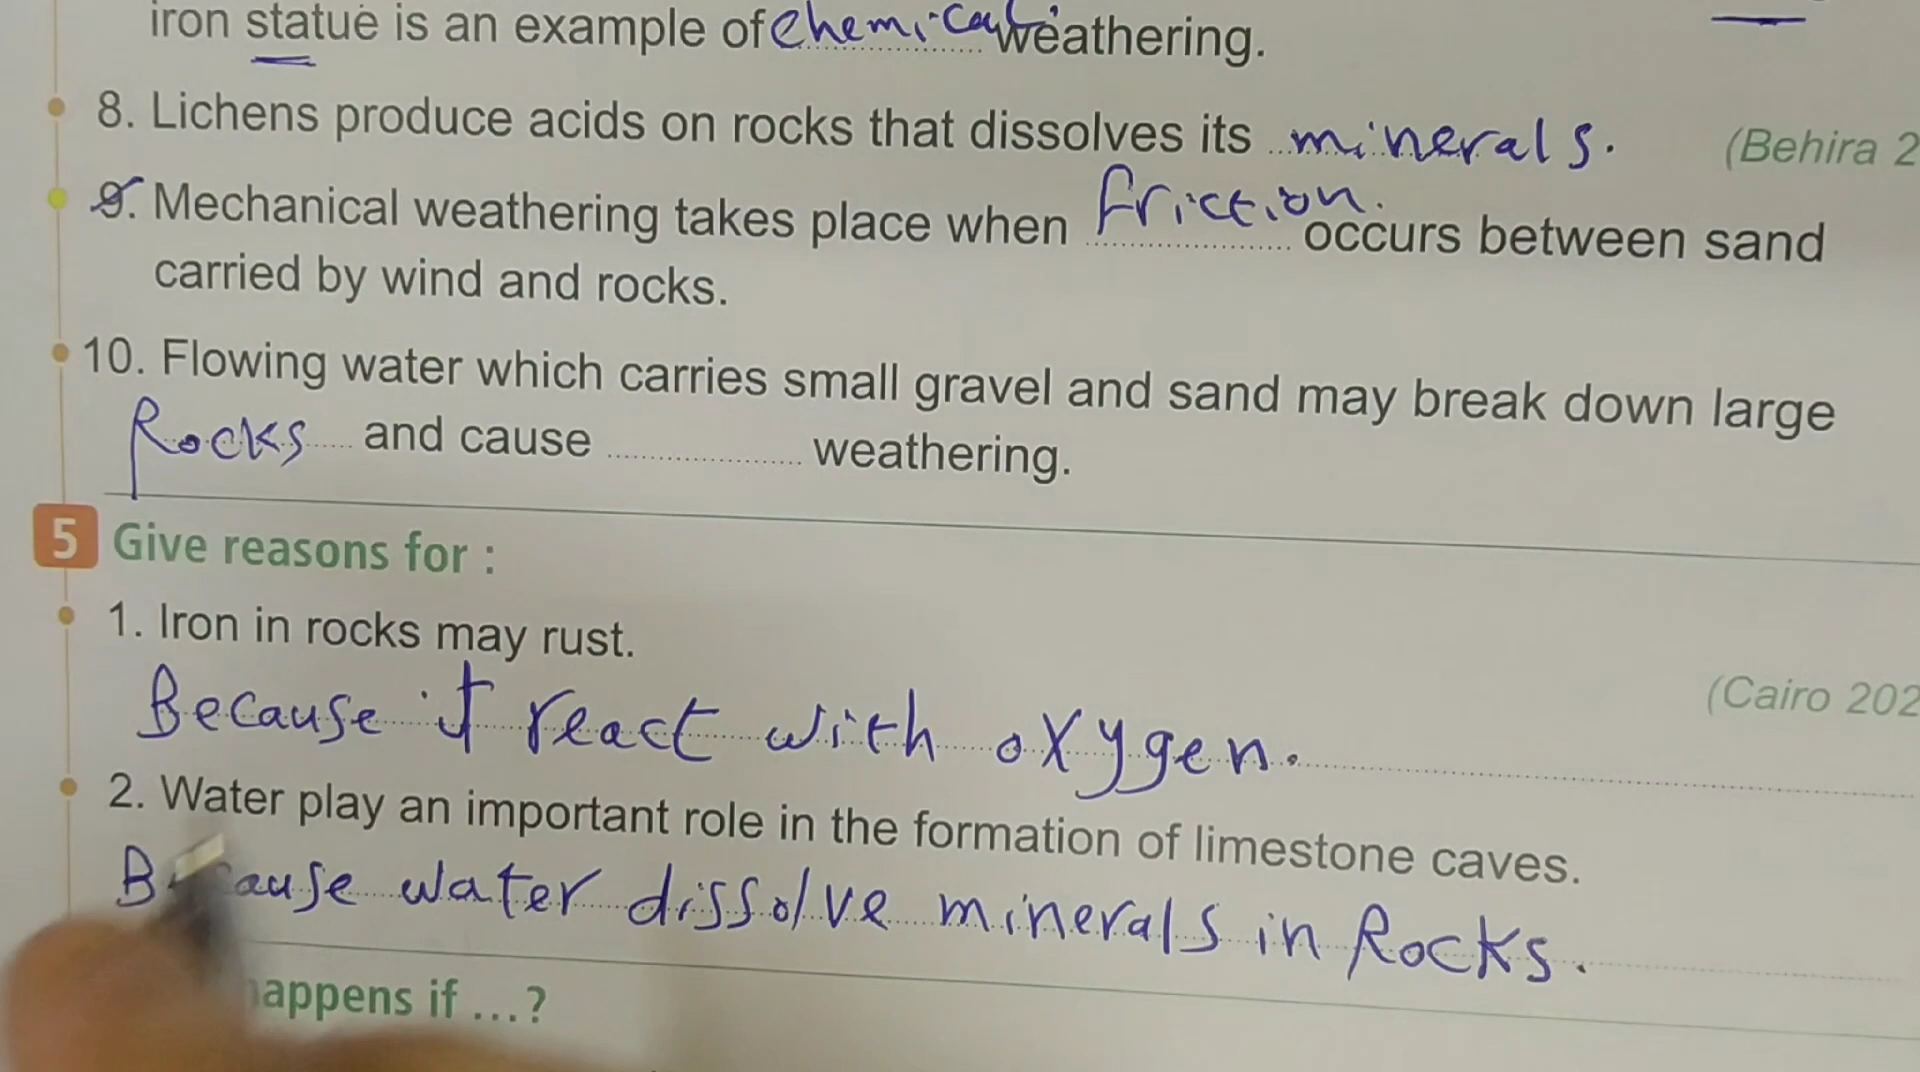 iron statue is an example of chemical weathering.
8. Lichens produce acids on rocks that dissolves its minerals. (Behira 2
9. Mechanical weathering takes place when friction. occurs between sand
carried by wind and rocks.
10. Flowing water which carries small gravel and sand may break down large
Rocks and cause .................... weathering.
5 Give reasons for :
1. Iron in rocks may rust.
(Cairo 202
Because it react with oxygen.
2. Water play an important role in the formation of limestone caves.
Because water dissolve minerals in Rocks.
appens if ...?